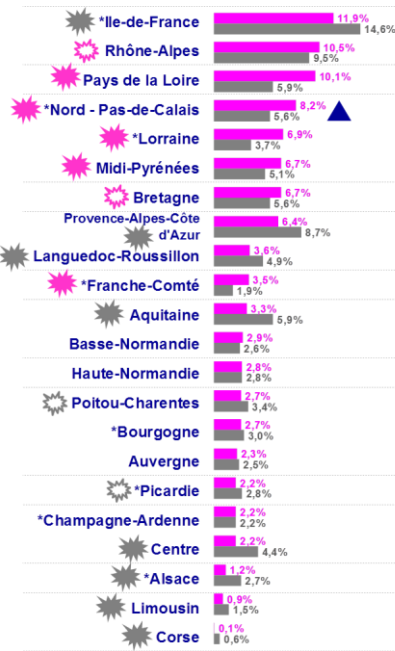 *Ile-de-France 11,9%
14,6%
Rhône-Alpes 10,5%
9,5%
Pays de la Loire 10,1%
5,9%
*Nord - Pas-de-Calais 8,2%
5,6%
*Lorraine 6,9%
3,7%
Midi-Pyrénées 6,7%
5,1%
Bretagne 6,7%
5,6%
Provence-Alpes-Côte 6,4%
d'Azur 8,7%
Languedoc-Roussillon 3,6%
4,9%
*Franche-Comté 3,5%
1,9%
Aquitaine 3,3%
5,9%
Basse-Normandie 2,9%
2,6%
Haute-Normandie 2,8%
2,8%
Poitou-Charentes 2,7%
3,4%
*Bourgogne 2,7%
3,0%
Auvergne 2,3%
2,5%
*Picardie 2,2%
2,8%
*Champagne-Ardenne 2,2%
2,2%
Centre 2,2%
4,4%
*Alsace 1,2%
2,7%
Limousin 0,9%
1,5%
Corse 0,1%
0,6%